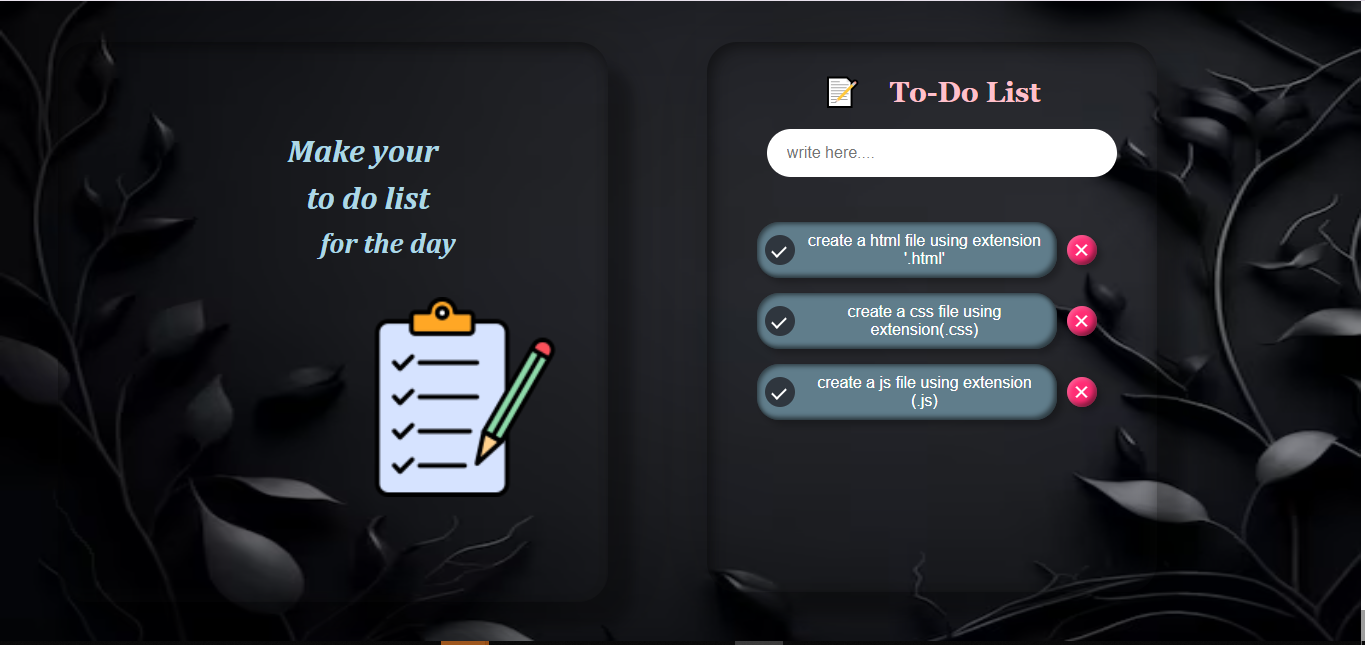 Make your
to do list
for the day
To-Do List
write here....
create a html file using extension
'.html'
create a css file using
extension(.css)
create a js file using extension
(.js)